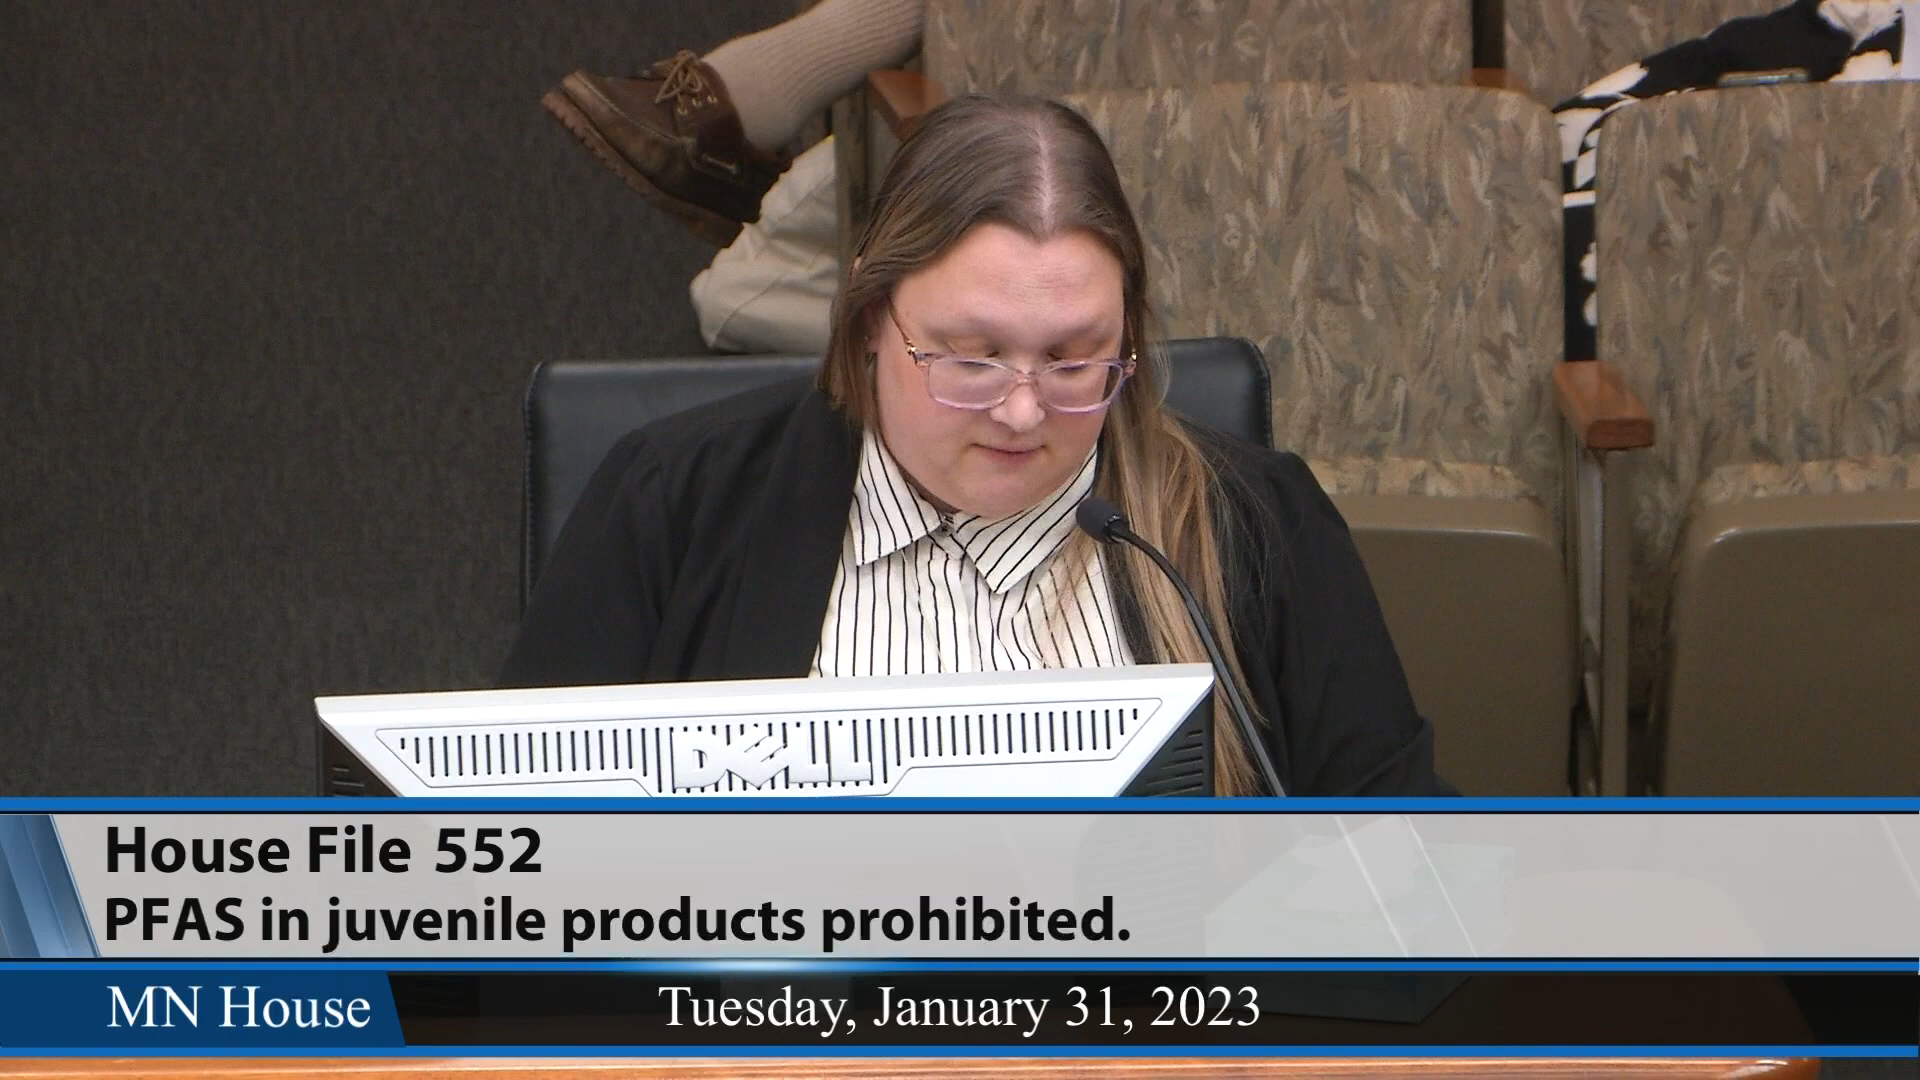 DELL
House File 552
PFAS in juvenile products prohibited.
MN House
Tuesday, January 31, 2023